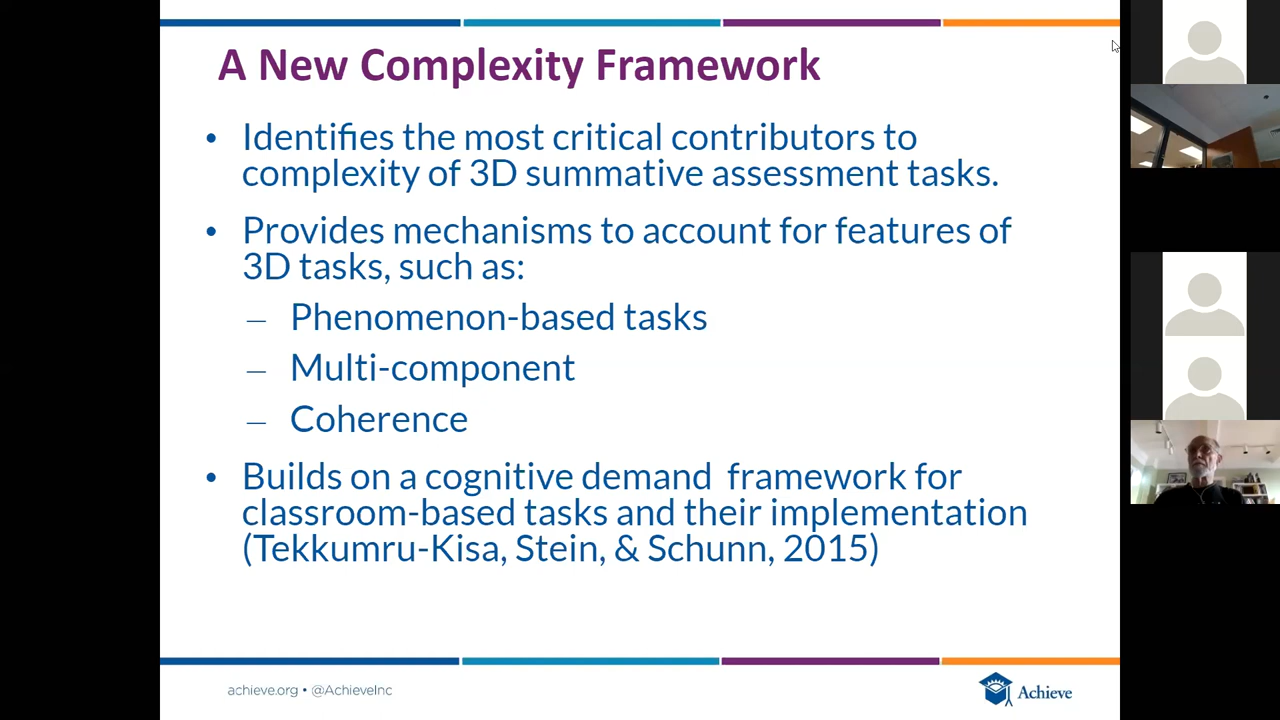 A New Complexity Framework
• Identifies the most critical contributors to
complexity of 3D summative assessment tasks.
• Provides mechanisms to account for features of
3D tasks, such as:
– Phenomenon-based tasks
– Multi-component
– Coherence
• Builds on a cognitive demand  framework for
classroom-based tasks and their implementation
(Tekkumru-Kisa, Stein, & Schunn, 2015)
achieve.org • @AchieveInc
Achieve